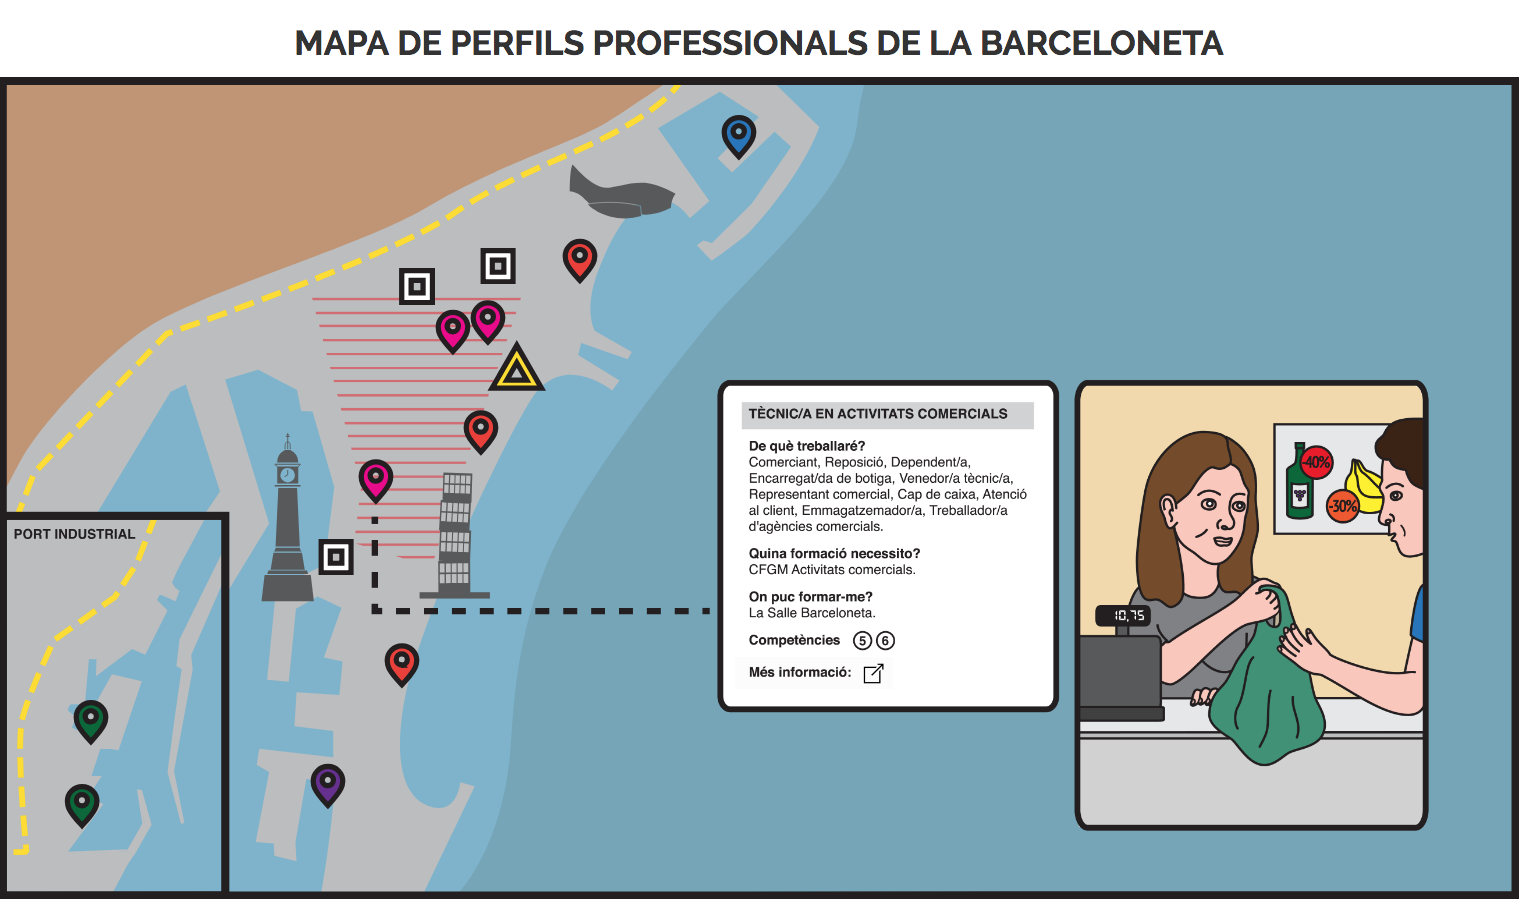 MAPA DE PERFILS PROFESSIONALS DE LA BARCELONETA
PORT INDUSTRIAL
TÈCNIC/A EN ACTIVITATS COMERCIALS
De què treballaré?
Comerciant, Reposició, Dependent/a,
Encarregat/da de botiga, Venedor/a tècnic/a,
Representant comercial, Cap de caixa, Atenció
al client, Emmagatzemador/a, Treballador/a
d'agències comercials.
Quina formació necessito?
CFGM Activitats comercials.
On puc formar-me?
La Salle Barceloneta.
Competències 5 6
Més informació:
-40%
-30%
10,75